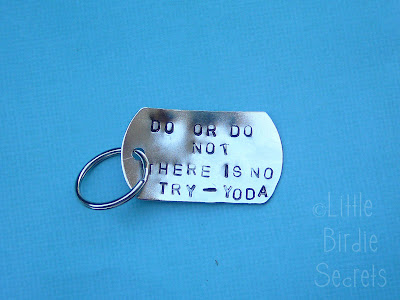 DO OR DO
NOT
THERE IS NO
TRY - YODA
©Little
Birdie
Secrets